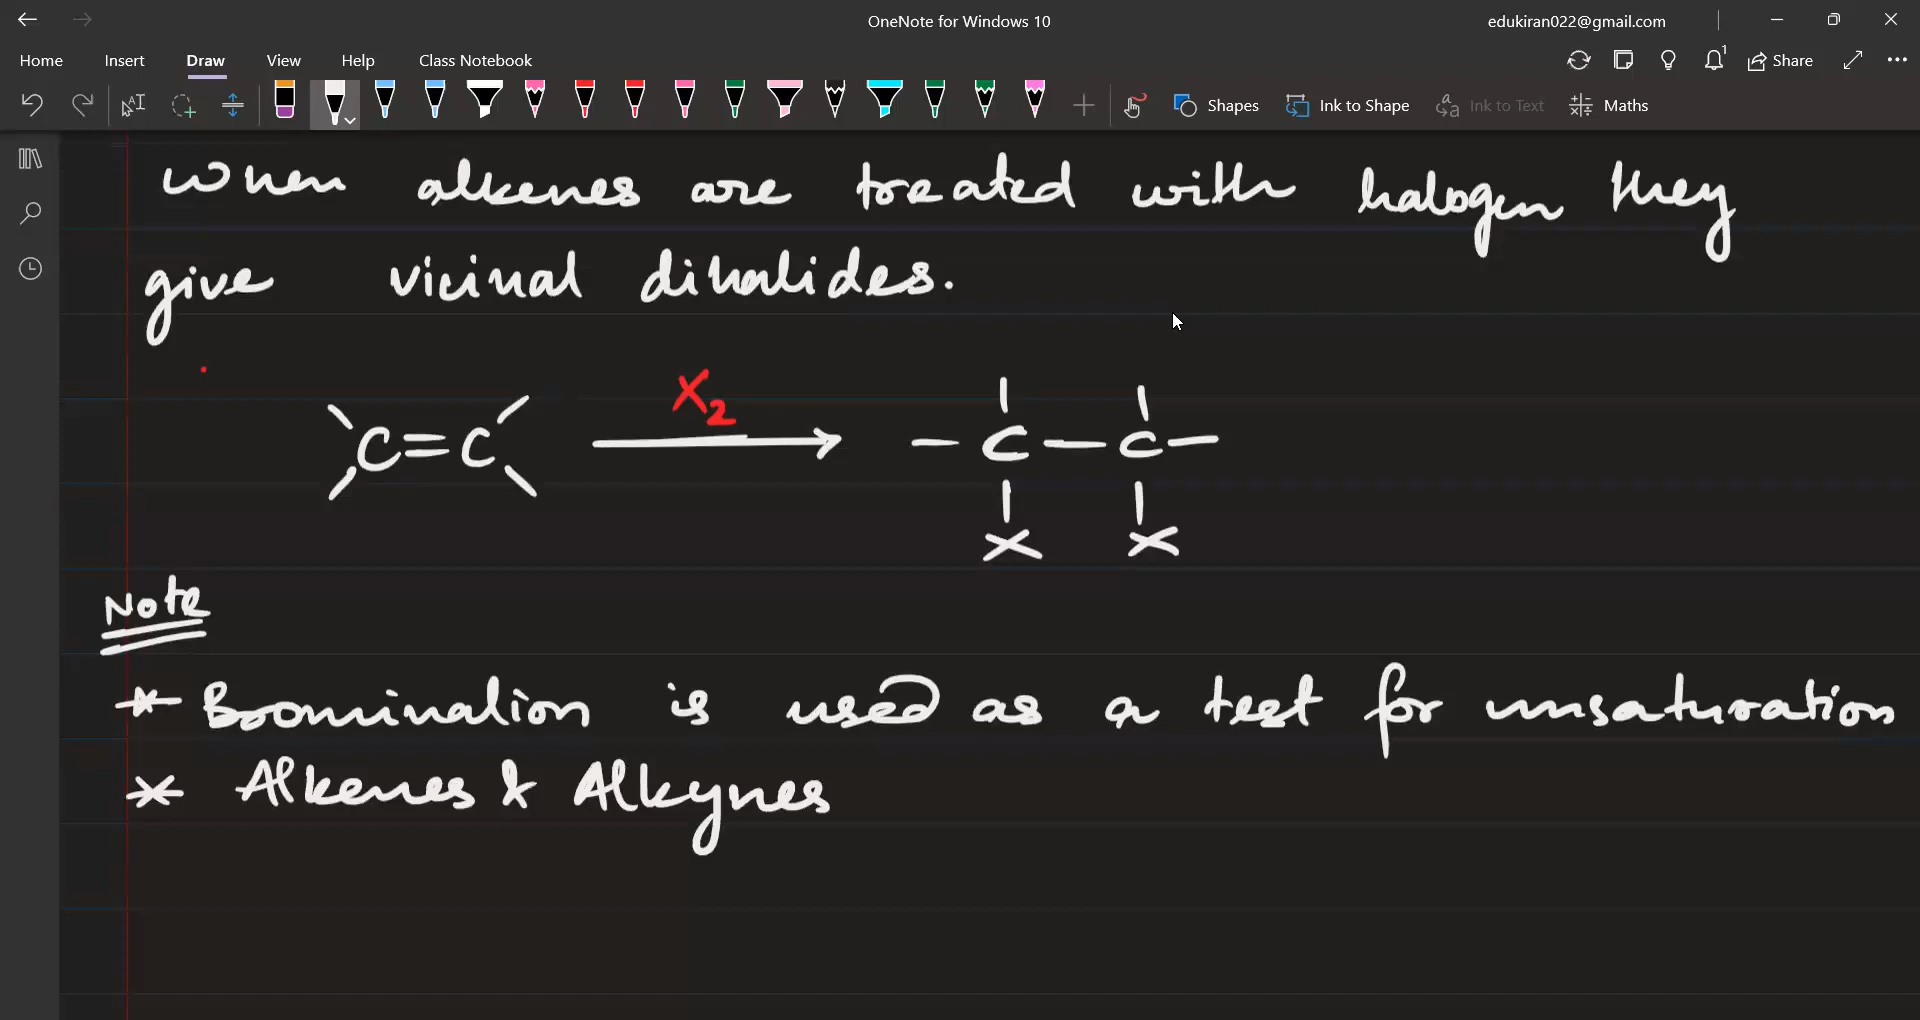 OneNote for Windows 10
edukiran022@gmail.com
Home Insert Draw View Help Class Notebook
1 Share
Shapes Ink to Shape Ink to Text Maths
When alkenes are treated with halogen they
give vicinal dihalides.
X2
C=C
– C – C –
X X
Note
* Bromination is used as a test for unsaturation
* Alkenes & Alkynes